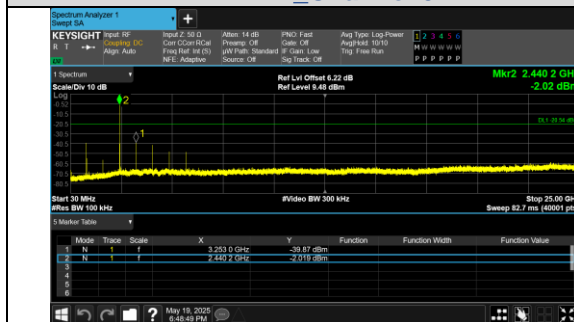 Spectrum Analyzer 1
Swept SA
+
KEYSIGHT Input: RF Input Z: 50 Ω Atten: 14 dB PNO: Fast Avg Type: Log-Power 1 2 3 4 5 6
R T Coupling: DC Corr CCorr RCal Preamp: Off Gate: Off Avg|Hold: 10/10 M W W W W W
Align: Auto Freq Ref: Int (S) µW Path: Standard IF Gain: Low Trig: Free Run
NFE: Adaptive Source: Off Sig Track: Off P P P P P P
1 Spectrum Ref Lvl Offset 6.22 dB Mkr2 2.440 2 GH
Scale/Div 10 dB Ref Level 9.48 dBm -2.02 dBm
Log
-0.52
-10.5
-20.5
-30.5
-40.5
-50.5
-60.5
-70.5
-80.5
2
1
Start 30 MHz #Video BW 300 kHz Stop 25.00 GH
#Res BW 100 kHz Sweep 82.7 ms (40001 pt
5 Marker Table
Mode Trace Scale X Y Function Function Width Function Value
1 N 1 f 3.253 0 GHz -39.87 dBm
2 N 1 f 2.440 2 GHz -2.019 dBm
3
4
5
6
? May 19, 2025
6:48:49 PM